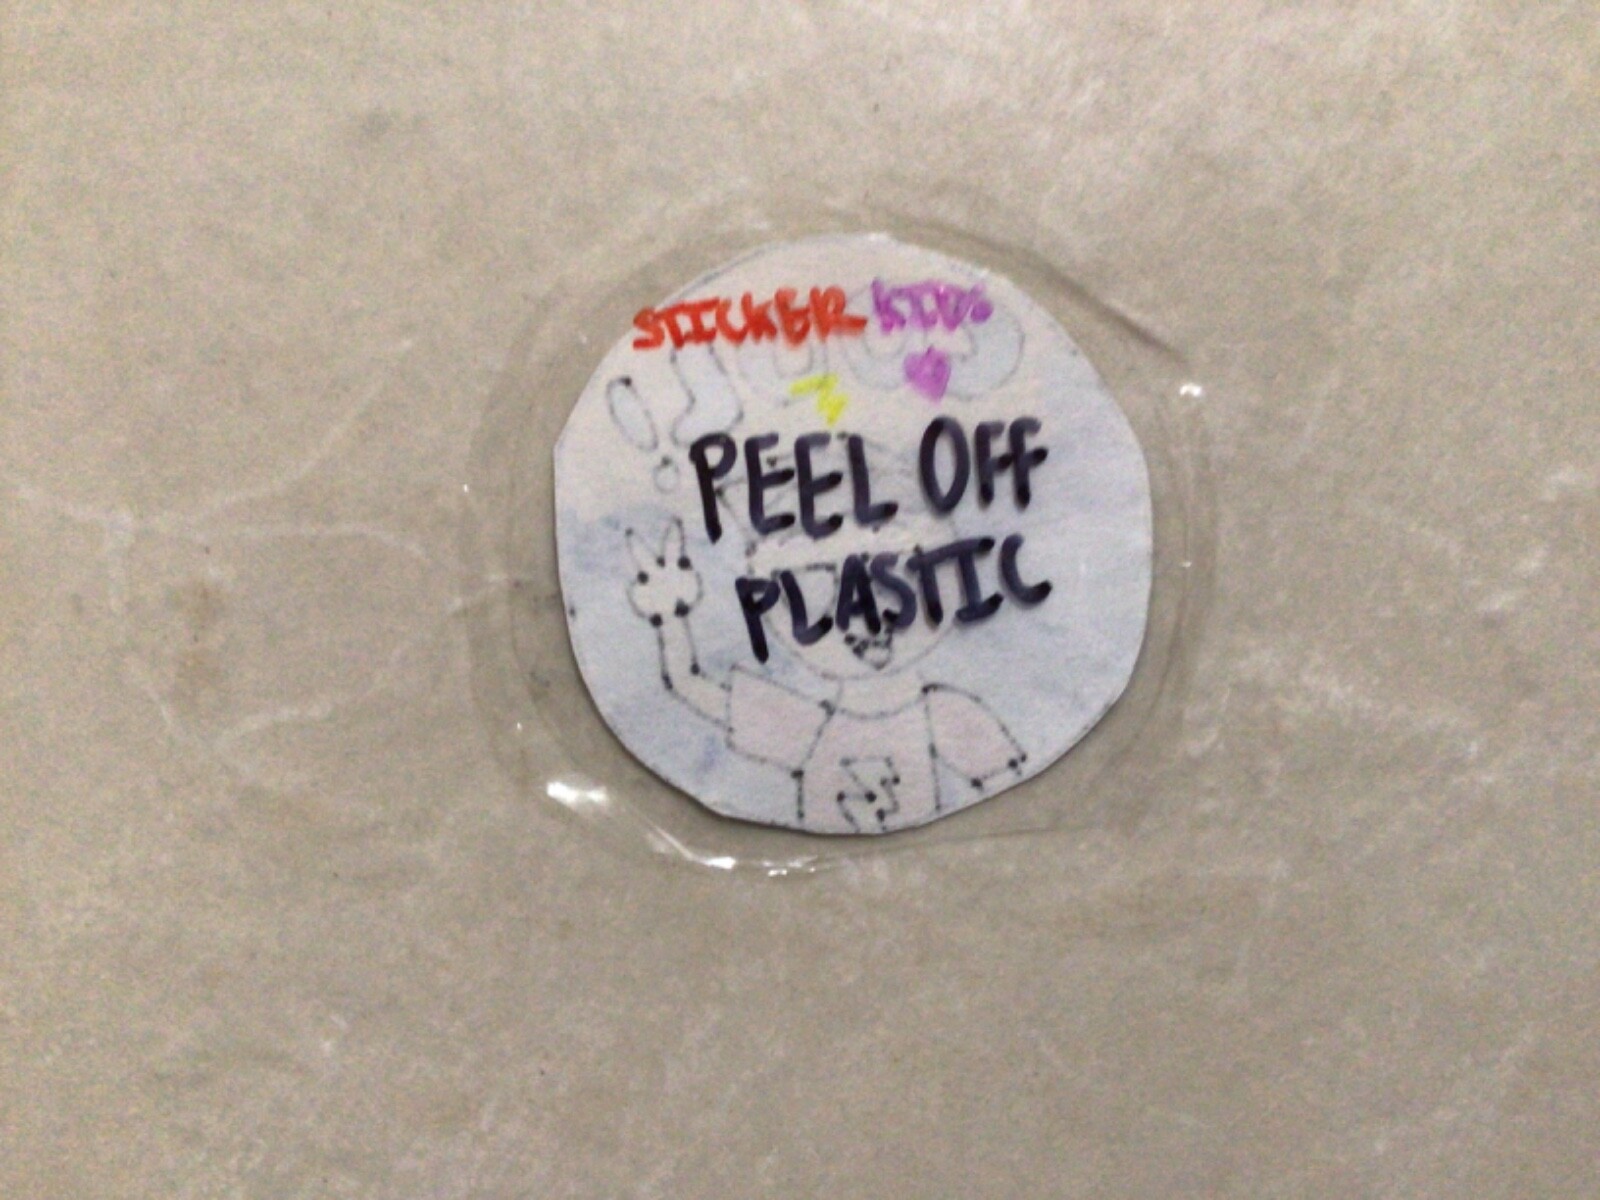 STICKER KIDS
PEEL OFF
PLASTIC